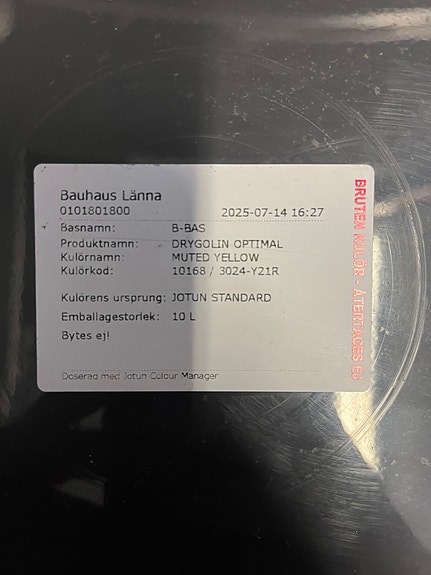 Bauhaus Länna
0101801800 2025-07-14 16:27
Basnamn: B-BAS
Produktnamn: DRYGOLIN OPTIMAL
Kulörnamn: MUTED YELLOW
Kulörkod: 10168 / 3024-Y21R
Kulörens ursprung: JOTUN STANDARD
Emballagestorlek: 10 L
Bytes ej!
Doserad med Jotun Colour Manager
BRUTEN KULÖR - ÅTERTAGES EJ